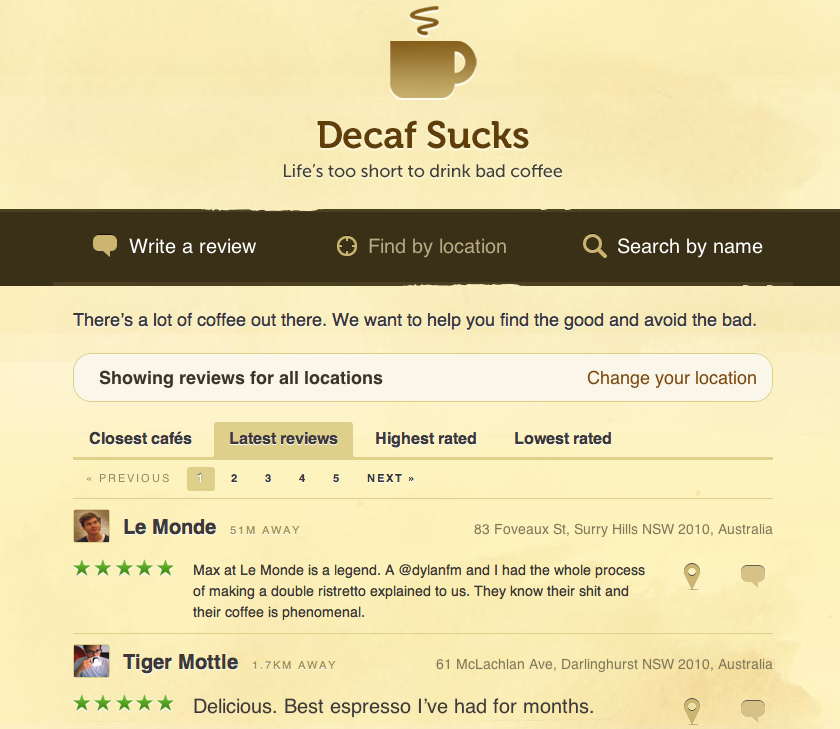 Decaf Sucks
Life's too short to drink bad coffee
Write a review
Find by location
Search by name
There's a lot of coffee out there. We want to help you find the good and avoid the bad.
Showing reviews for all locations
Change your location
Closest cafés
Latest reviews
Highest rated
Lowest rated
« PREVIOUS 1 2 3 4 5 NEXT »
Le Monde 51M AWAY
83 Foveaux St, Surry Hills NSW 2010, Australia
Max at Le Monde is a legend. A @dylanfm and I had the whole process
of making a double ristretto explained to us. They know their shit and
their coffee is phenomenal.
Tiger Mottle 1.7KM AWAY
61 McLachlan Ave, Darlinghurst NSW 2010, Australia
Delicious. Best espresso I've had for months.